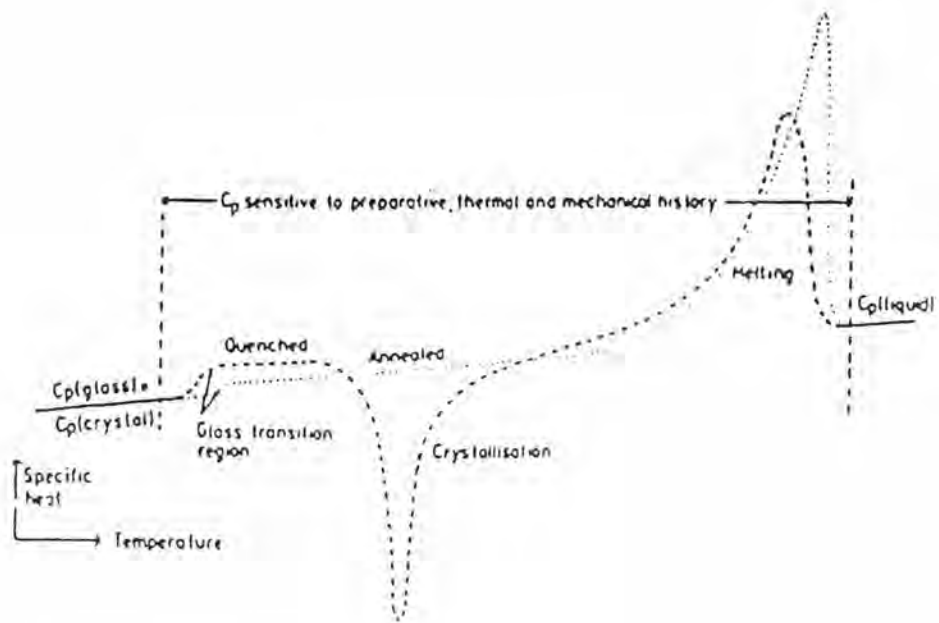 Cp sensitive to preparative, thermal and mechanical history
Melting
Cp(liquid)
Quenched
Annealed
Cp(glass)=
Cp(crystal)
Glass transition
region
Crystallisation
Specific
heat
Temperature